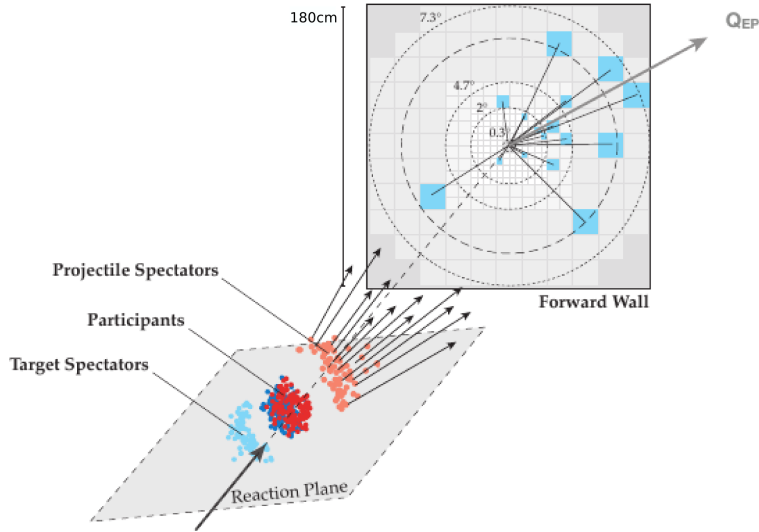 180cm
7.3°
Q_EP
4.7°
2°
0.3°
Projectile Spectators
Forward Wall
Participants
Target Spectators
Reaction Plane